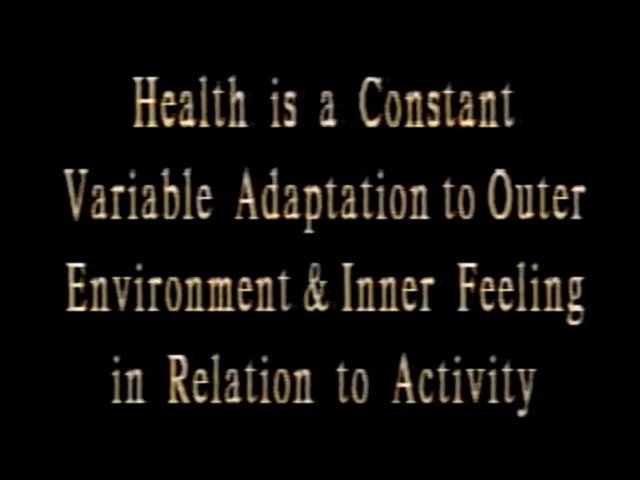 Health is a Constant
Variable Adaptation to Outer
Environment & Inner Feeling
in Relation to Activity